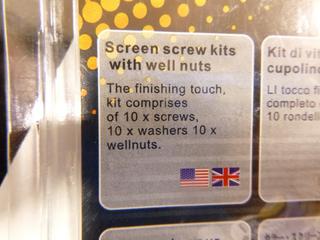 Screen screw kits
with well nuts
The finishing touch,
kit comprises
of 10 x screws,
10 x washers 10 x
wellnuts.
Kit di vit
cupolino
LI tocco fi
completo
10 rondell